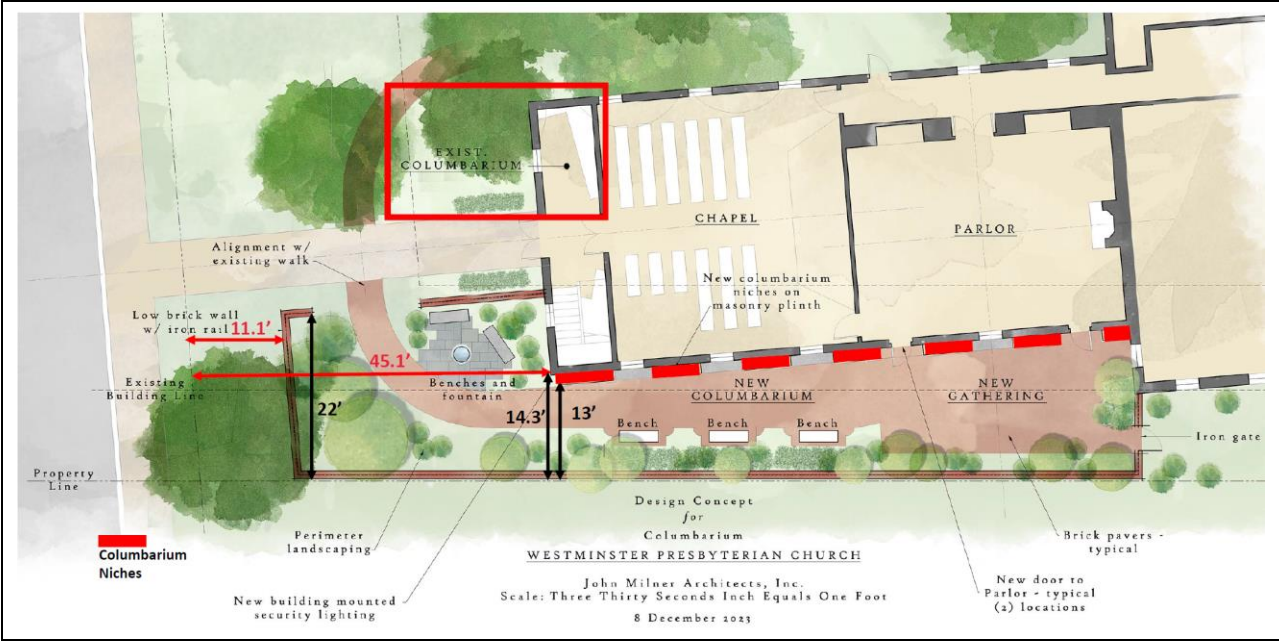 EXIST.
COLUMBARIUM
CHAPEL
PARLOR
Alignment w/
existing walk
New columbarium
niches on
masonry plinth
Low brick wall
w/ iron rail
11.1’
45.1’
Existing
Building Line
Benches and
fountain
NEW
COLUMBARIUM
NEW
GATHERING
22’
14.3’
13’
Bench
Bench
Bench
Iron gate
Property
Line
Columbarium
Niches
Perimeter
landscaping
New building mounted
security lighting
Design Concept
for
Columbarium
WESTMINSTER PRESBYTERIAN CHURCH
John Milner Architects, Inc.
Scale: Three Thirty Seconds Inch Equals One Foot
8 December 2023
Brick pavers -
typical
New door to
Parlor - typical
(2) locations